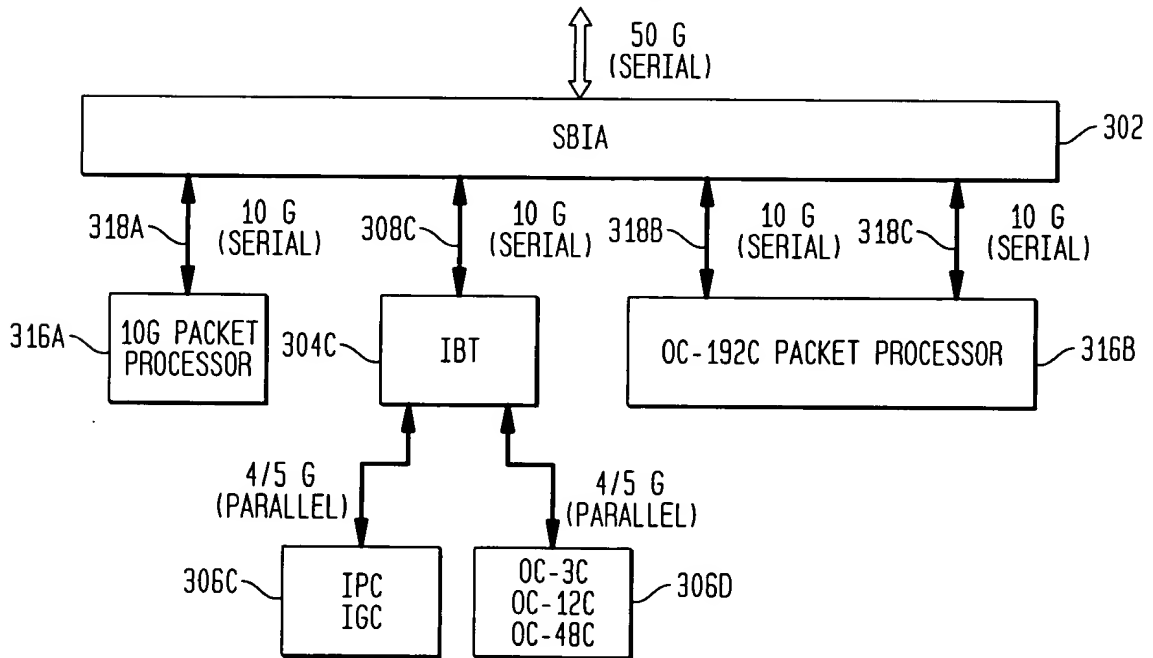 50 G
(SERIAL)
SBIA
302
318A
10 G
(SERIAL)
308C
10 G
(SERIAL)
318B
10 G
(SERIAL)
318C
10 G
(SERIAL)
316A
10G PACKET
PROCESSOR
304C
IBT
OC-192C PACKET PROCESSOR
316B
4/5 G
(PARALLEL)
4/5 G
(PARALLEL)
306C
IPC
IGC
OC-3C
OC-12C
OC-48C
306D